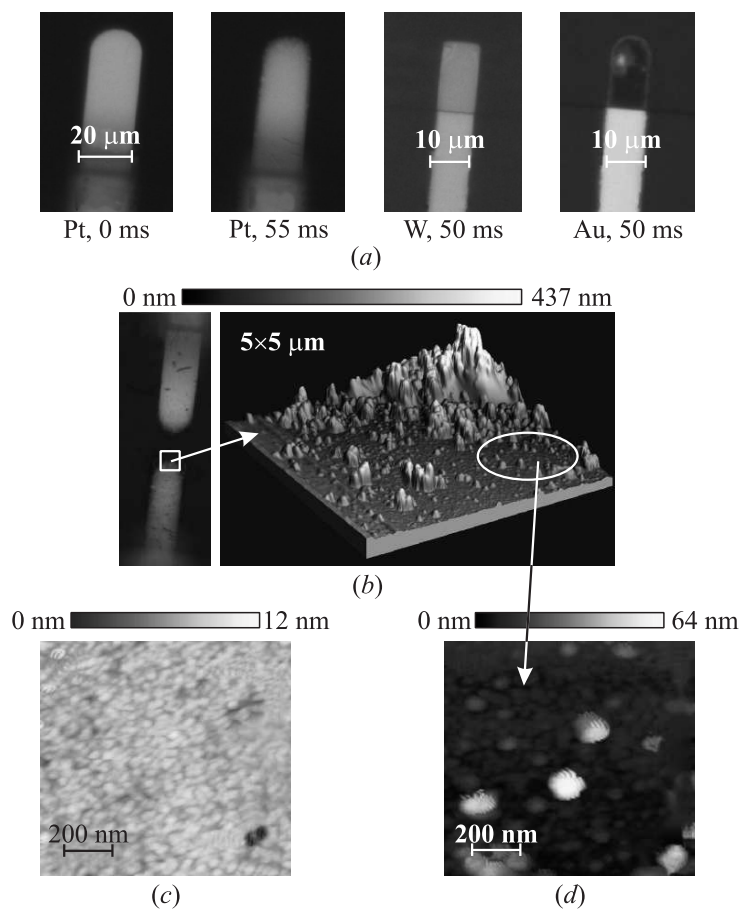 20 μm
10 μm
10 μm
Pt, 0 ms
Pt, 55 ms
W, 50 ms
Au, 50 ms
(a)
0 nm
437 nm
5×5 μm
(b)
0 nm
12 nm
0 nm
64 nm
200 nm
200 nm
(c)
(d)